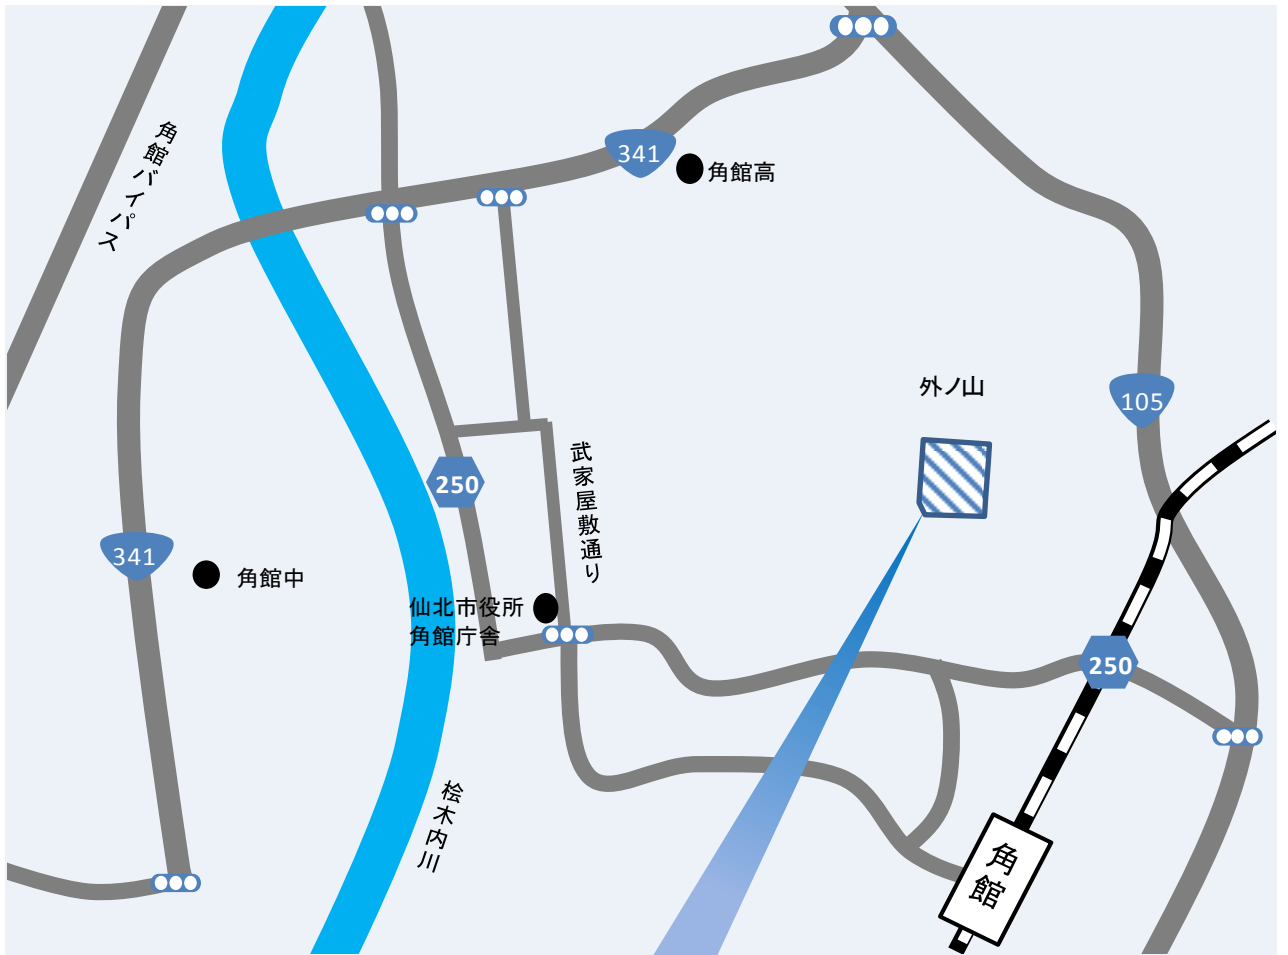 角館バイパス
341
角館高
外ノ山
105
250
武家屋敷通り
341
角館中
仙北市役所
角館庁舎
250
桧木内川
角館